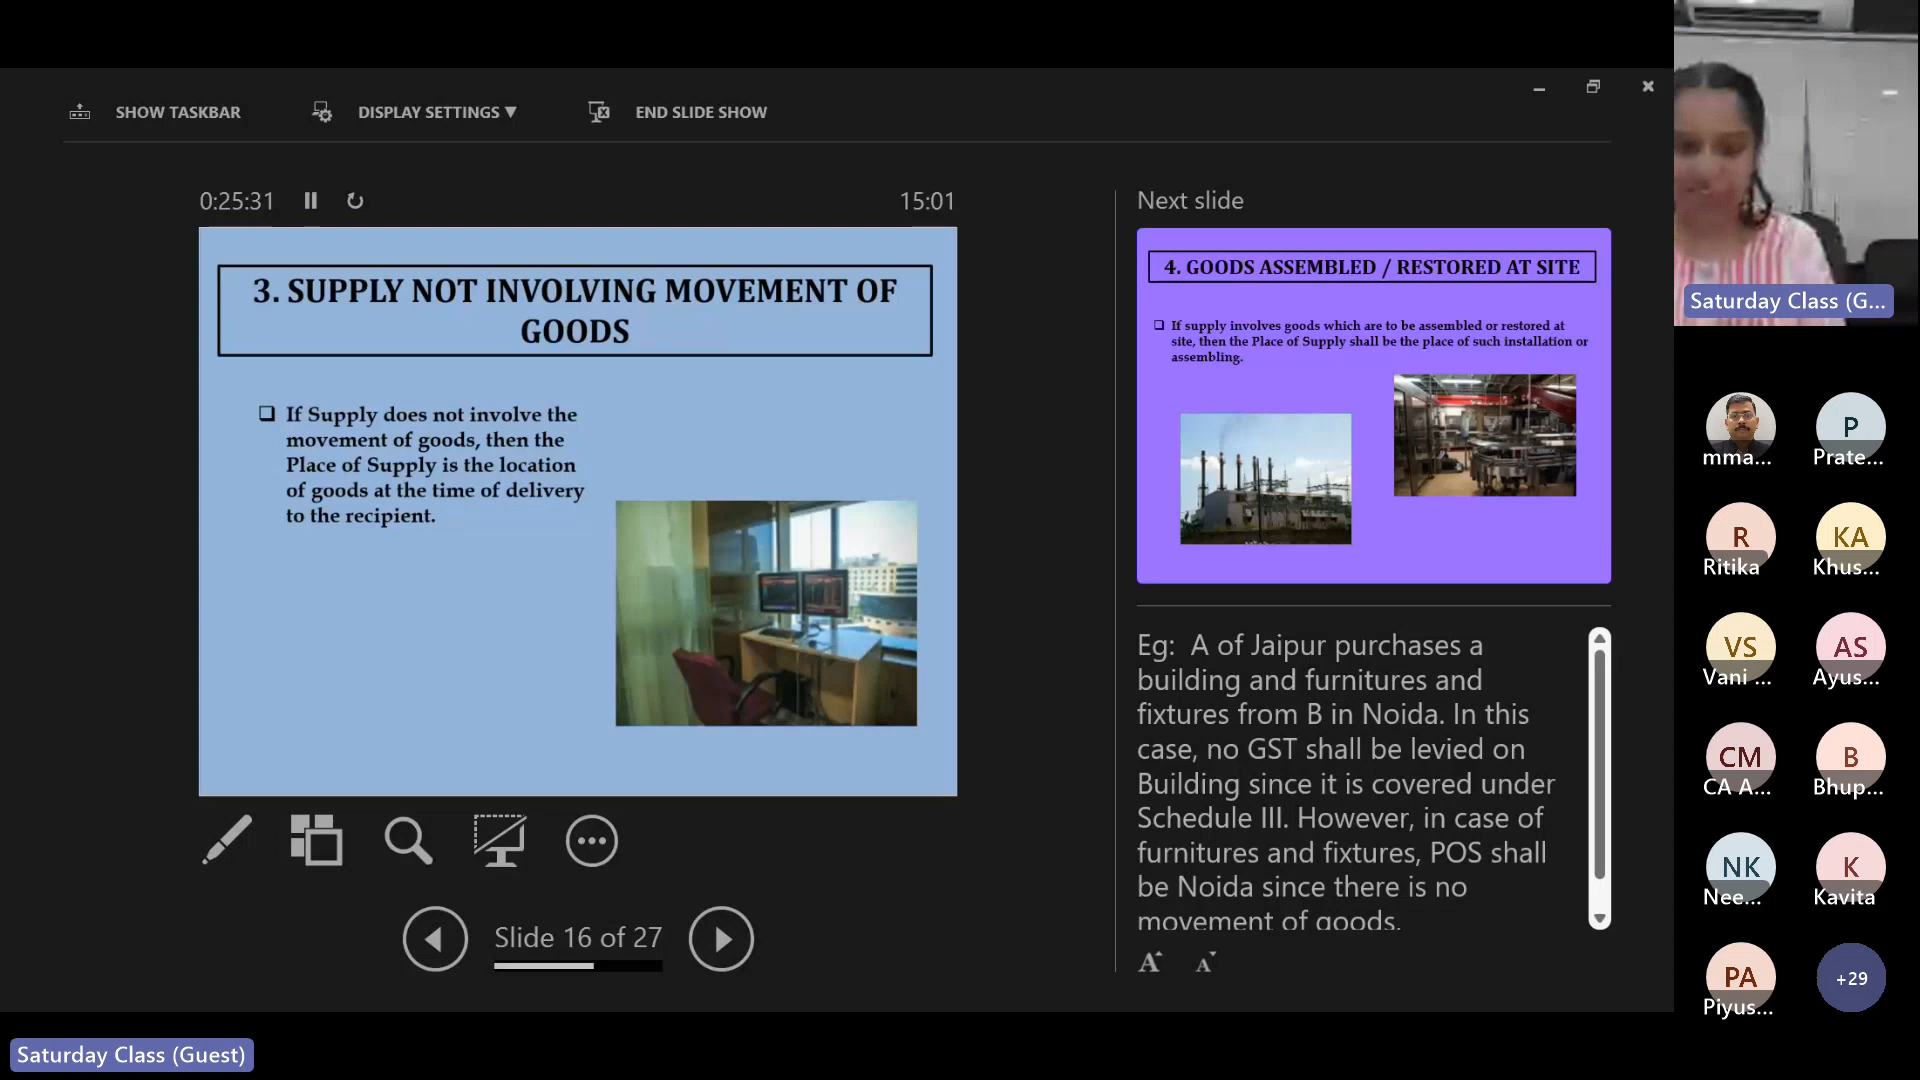 SHOW TASKBAR
DISPLAY SETTINGS ▼
END SLIDE SHOW
0:25:31
15:01
3. SUPPLY NOT INVOLVING MOVEMENT OF
GOODS
If Supply does not involve the
movement of goods, then the
Place of Supply is the location
of goods at the time of delivery
to the recipient.
Slide 16 of 27
Next slide
4. GOODS ASSEMBLED / RESTORED AT SITE
If supply involves goods which are to be assembled or restored at
site, then the Place of Supply shall be the place of such installation or
assembling.
Eg:  A of Jaipur purchases a
building and furnitures and
fixtures from B in Noida. In this
case, no GST shall be levied on
Building since it is covered under
Schedule III. However, in case of
furnitures and fixtures, POS shall
be Noida since there is no
movement of goods.
A
A
Saturday Class (G...
mma...
P
Prate...
R
Ritika
KA
Khus...
VS
Vani ...
AS
Ayus...
CM
CA A...
B
Bhup...
NK
Nee...
K
Kavita
PA
Piyus...
+29
Saturday Class (Guest)